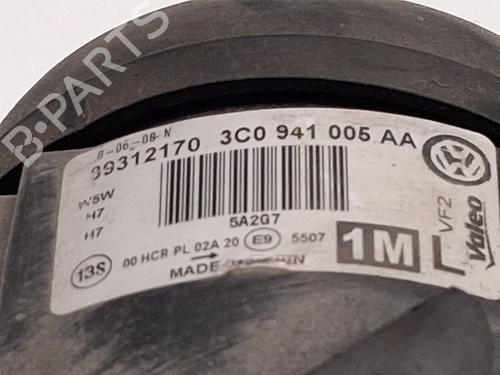 B-PARTS
8-06-08-N
89312170 3C0 941 005 AA
W5W
H7
H7
5A2G7
13S
00 HCR PL 02A 20 E9 5507
MADE
1M
L
VF2
Valeo